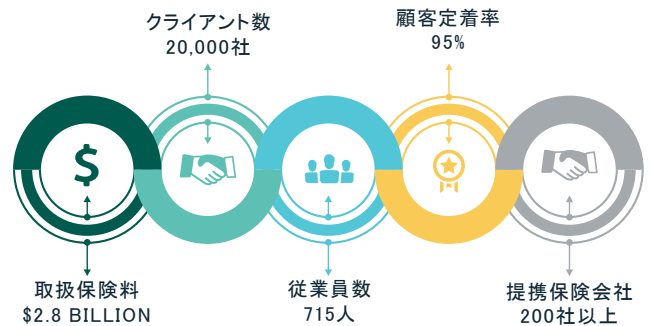 クライアント数
20,000社
顧客定着率
95%
$
取扱保険料
$2.8 BILLION
従業員数
715人
提携保険会社
200社以上